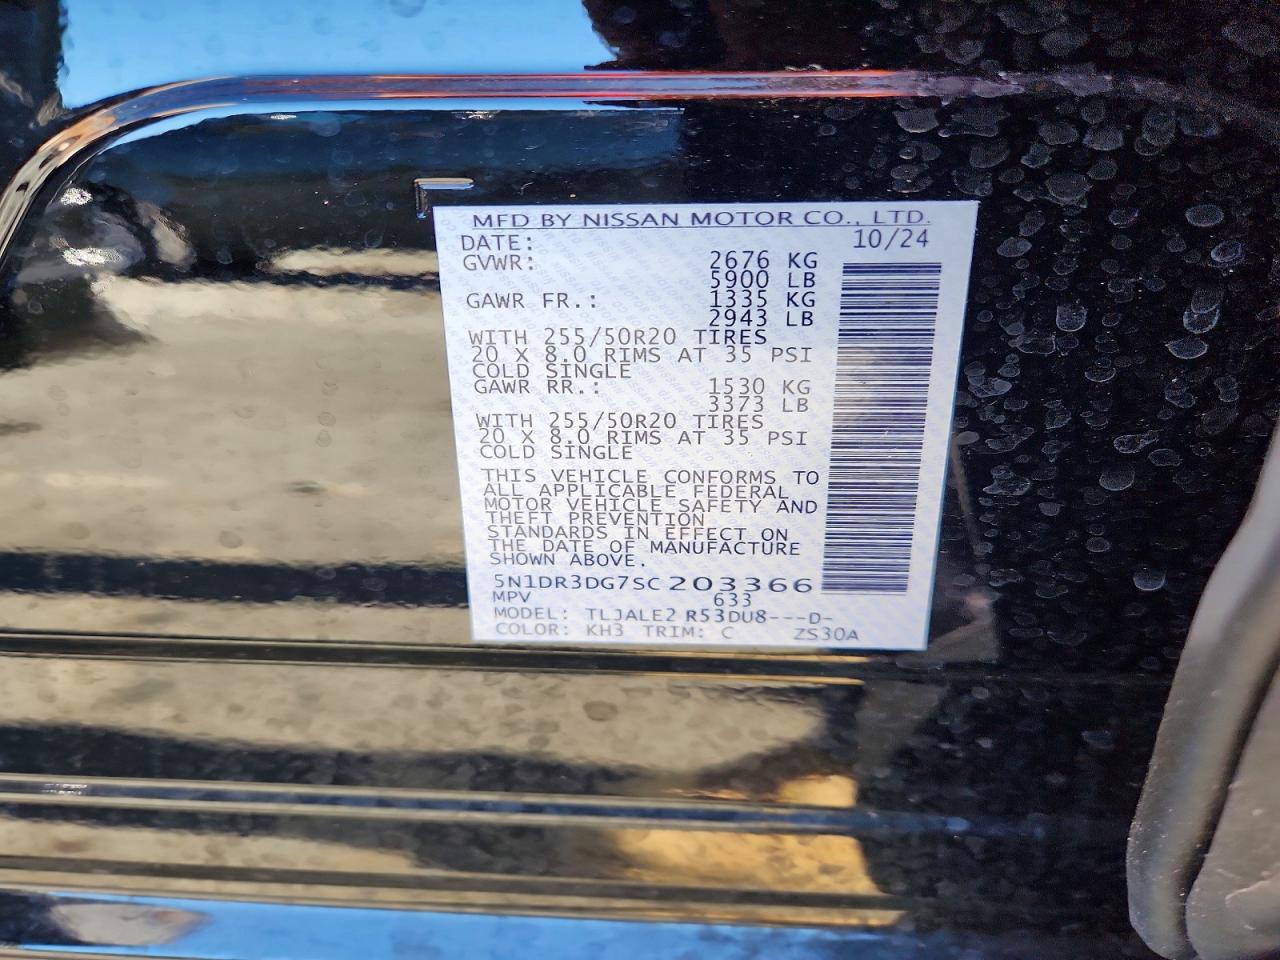 MFD BY NISSAN MOTOR CO., LTD.
DATE: 10/24
GVWR: 2676 KG
5900 LB
GAWR FR.: 1335 KG
2943 LB
WITH 255/50R20 TIRES
20 X 8.0 RIMS AT 35 PSI
COLD SINGLE
GAWR RR.: 1530 KG
3373 LB
WITH 255/50R20 TIRES
20 X 8.0 RIMS AT 35 PSI
COLD SINGLE
THIS VEHICLE CONFORMS TO
ALL APPLICABLE FEDERAL
MOTOR VEHICLE SAFETY AND
THEFT PREVENTION
STANDARDS IN EFFECT ON
THE DATE OF MANUFACTURE
SHOWN ABOVE.
5N1DR3DG7SC203366
MPV 633
MODEL: TLJALE2 R53DU8---D-
COLOR: KH3 TRIM: C ZS30A